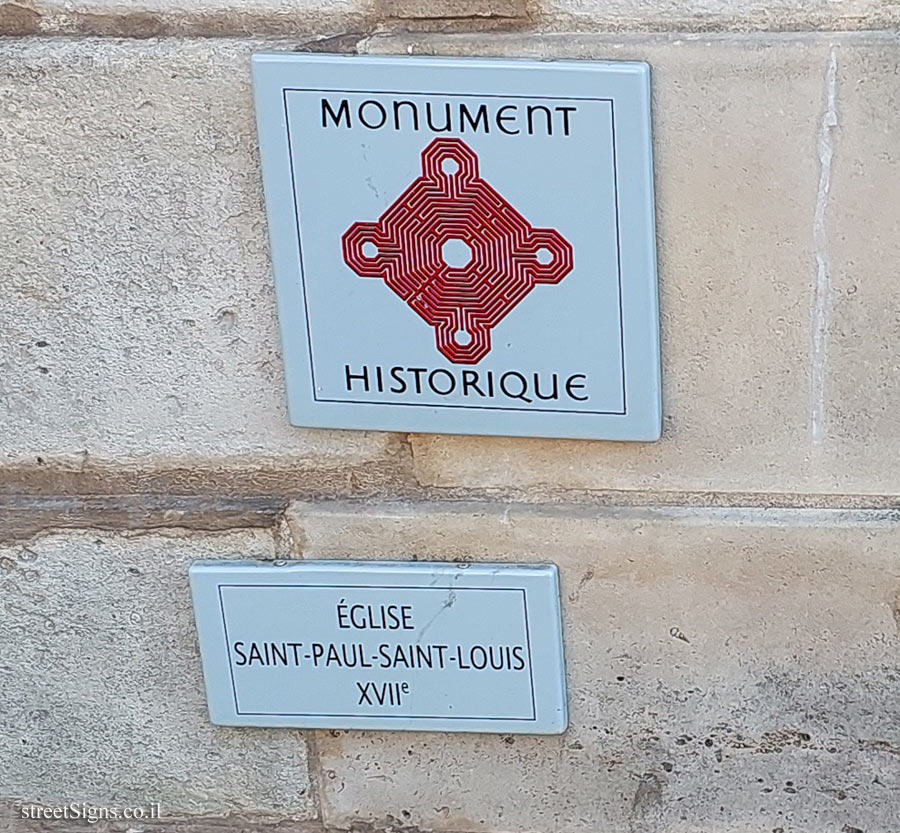 MONUMENT
HISTORIQUE
ÉGLISE
SAINT-PAUL-SAINT-LOUIS
XVIIᵉ
streetSigns.co.il